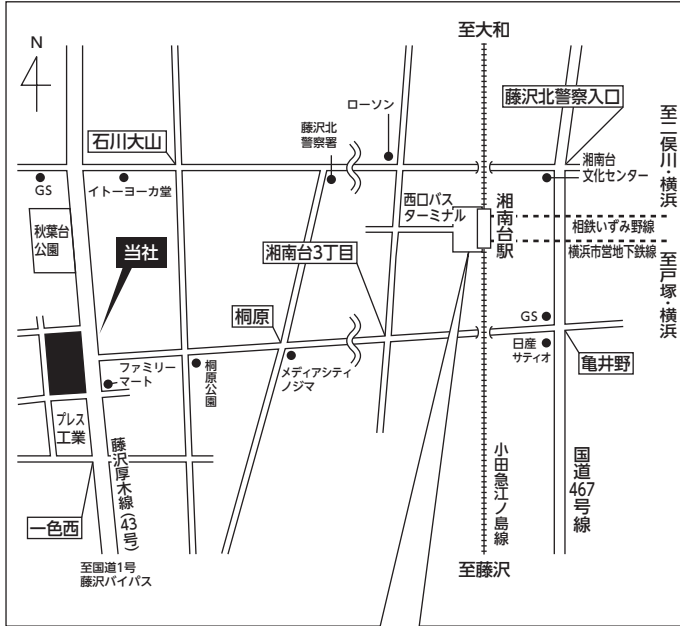 至大和
N
ローソン
藤沢北警察入口
藤沢北
警察署
石川大山
至二俣川・横浜
湘南台
文化センター
GS
イトーヨーカ堂
西口バス
ターミナル
湘南台駅
秋葉台
公園
相鉄いずみ野線
当社
湘南台3丁目
横浜市営地下鉄線
至戸塚・横浜
桐原
GS
日産
サティオ
亀井野
ファミリー
マート
桐原公園
メディアシティ
ノジマ
プレス
工業
藤沢厚木線(43号)
小田急江ノ島線
国道467号線
一色西
至国道1号
藤沢バイパス
至藤沢